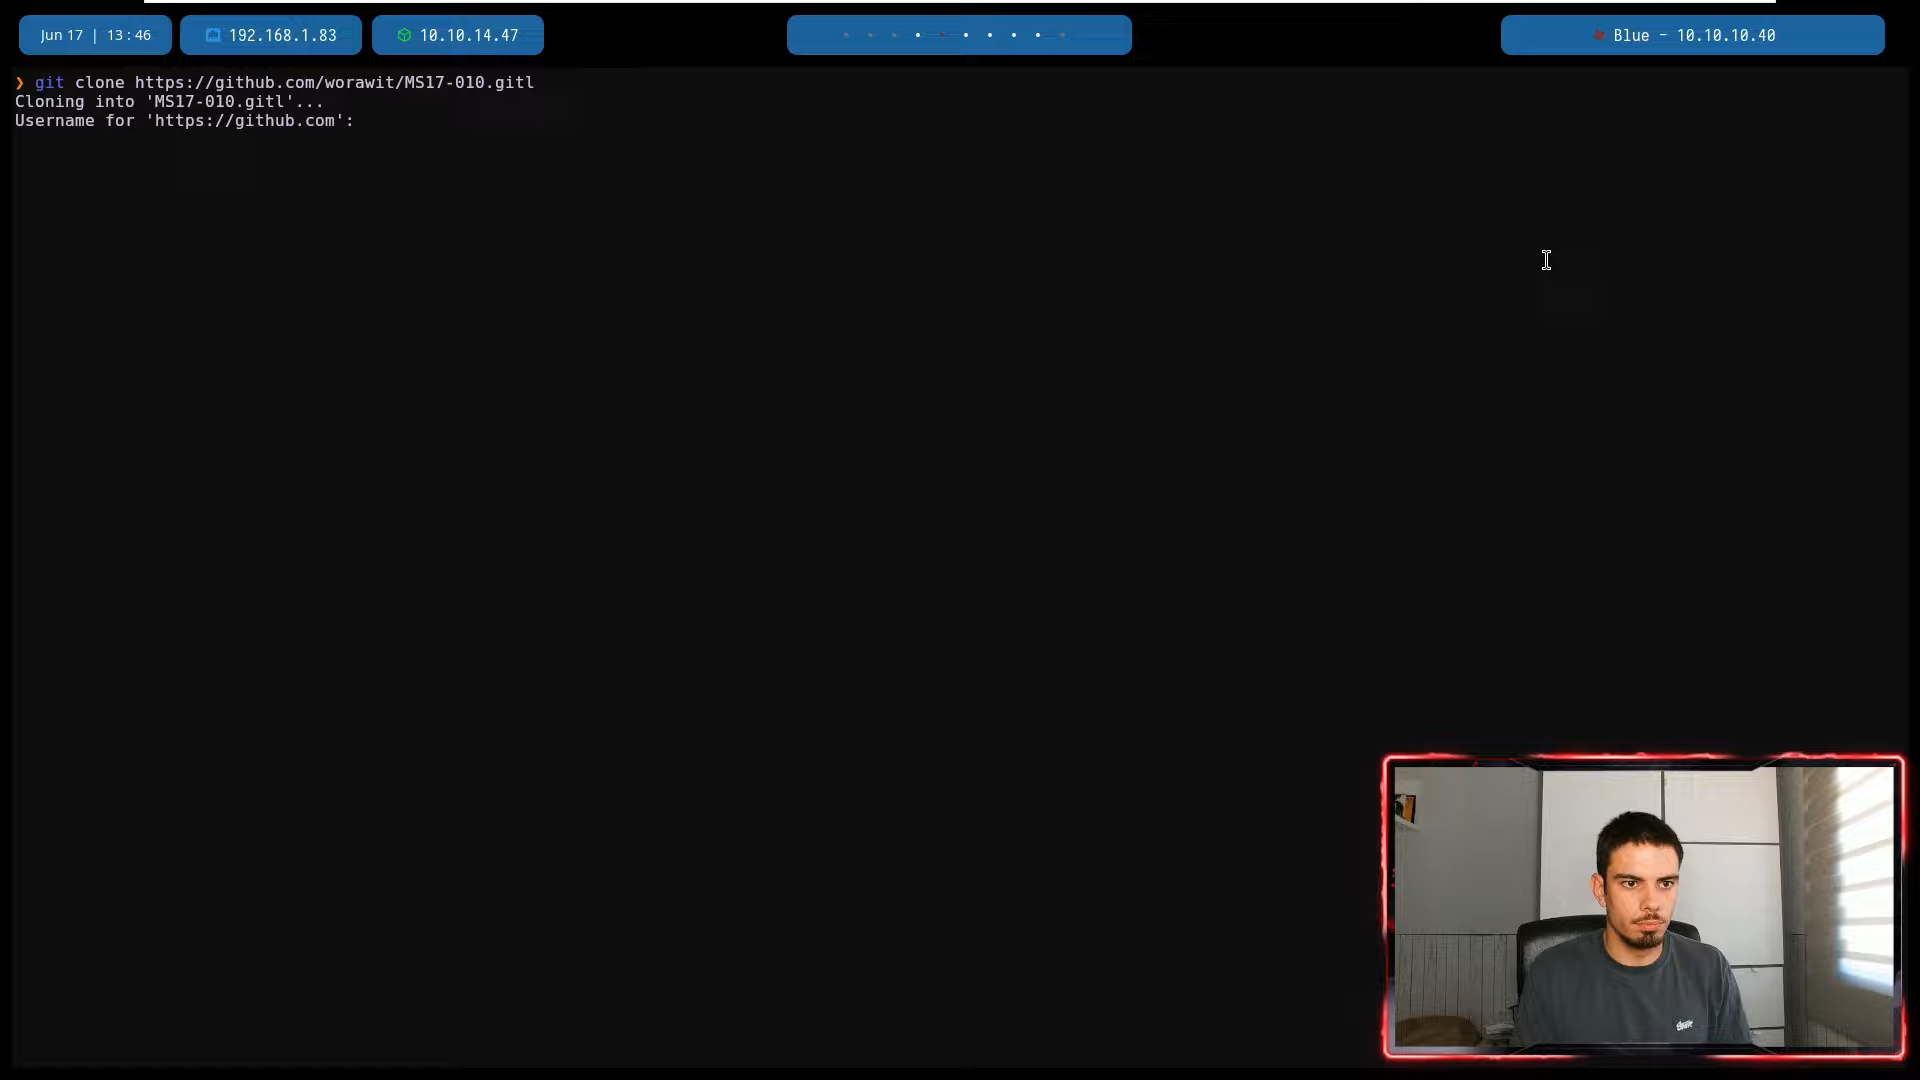 Jun 17 | 13:46
192.168.1.83
10.10.14.47
Blue - 10.10.10.40
❯ git clone https://github.com/worawit/MS17-010.gitl
Cloning into 'MS17-010.gitl'...
Username for 'https://github.com':